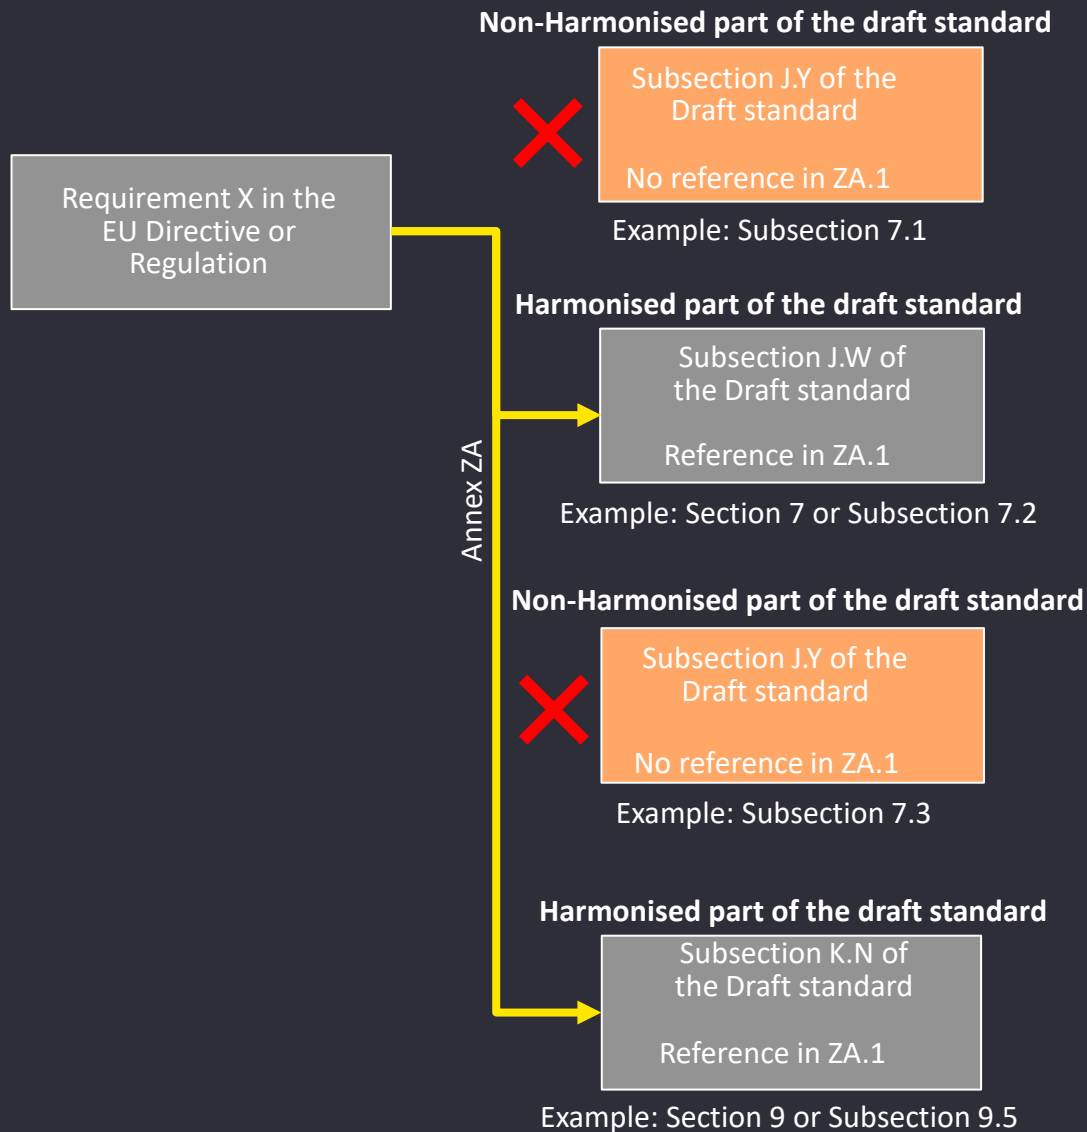 Non-Harmonised part of the draft standard
Subsection J.Y of the
Draft standard
No reference in ZA.1
Example: Subsection 7.1
Requirement X in the
EU Directive or
Regulation
Harmonised part of the draft standard
Subsection J.W of
the Draft standard
Reference in ZA.1
Example: Section 7 or Subsection 7.2
Annex ZA
Non-Harmonised part of the draft standard
Subsection J.Y of the
Draft standard
No reference in ZA.1
Example: Subsection 7.3
Harmonised part of the draft standard
Subsection K.N of
the Draft standard
Reference in ZA.1
Example: Section 9 or Subsection 9.5